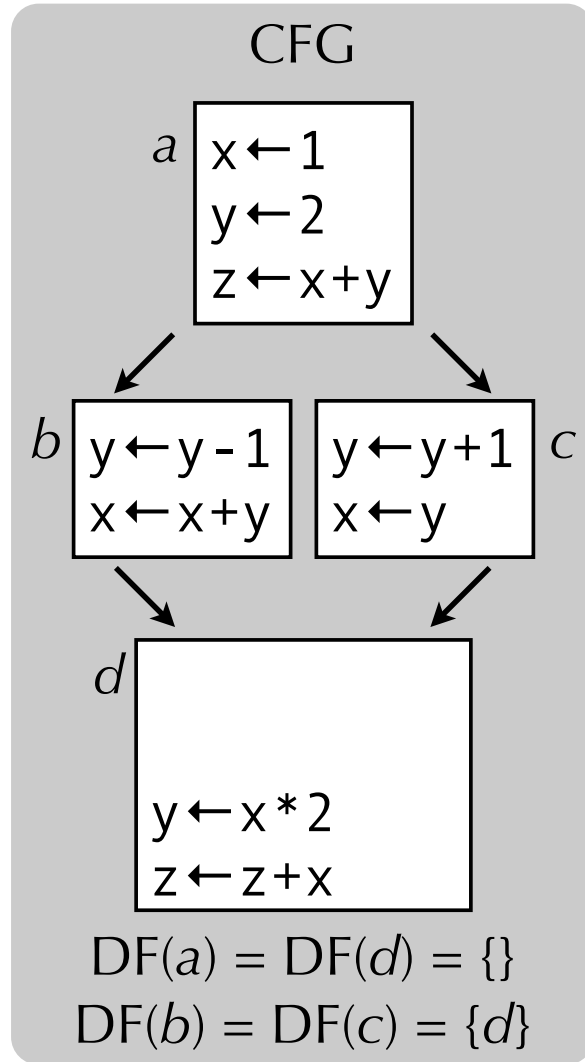 CFG
a
x←1
y←2
z←x+y
b
y←y-1
x←x+y
y←y+1
x←y
c
d
y←x*2
z←z+x
DF(a) = DF(d) = {}
DF(b) = DF(c) = {d}